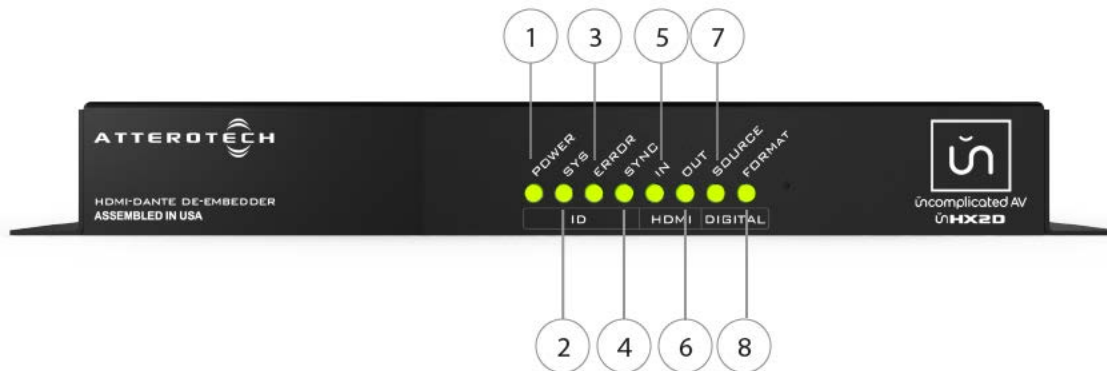 1 3 5 7
ATTEROTECH
POWER SYS ERROR SYNC IN OUT SOURCE FORMAT
ID HDMI DIGITAL
HDMI-DANTE DE-EMBEDDER
ASSEMBLED IN USA
ŭn
ŭncomplicated AV
ŭnHX2D
2 4 6 8